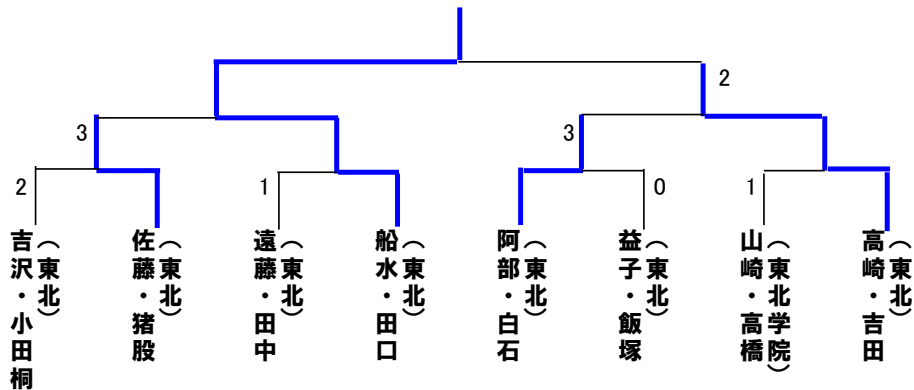 2
3
3
2
1
0
1
吉沢・小田桐
(東北)
佐藤・猪股
(東北)
遠藤・田中
(東北)
船水・田口
(東北)
阿部・白石
(東北)
益子・飯塚
(東北)
山崎・高橋
(東北学院)
高崎・吉田
(東北)